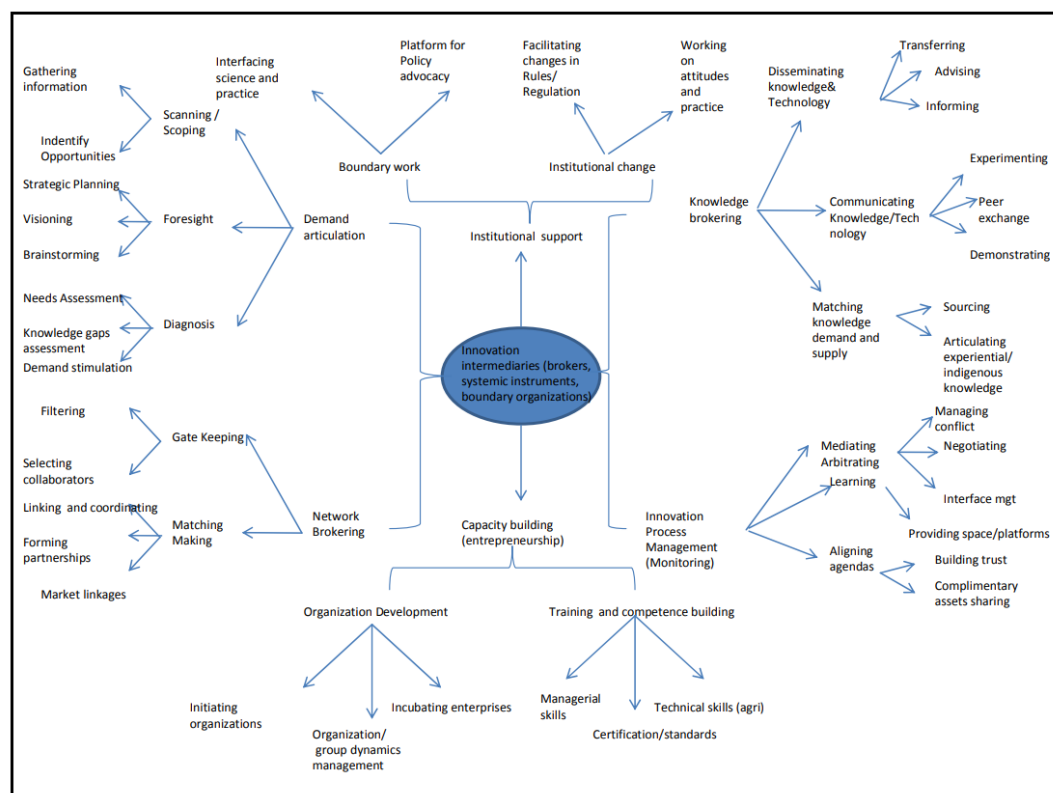 Gathering
information
Indentify
Opportunities
Scanning /
Scoping
Interfacing
science and
practice
Platform for
Policy
advocacy
Facilitating
changes in
Rules/
Regulation
Working
on
attitudes
and
practice
Disseminating
knowledge&
Technology
Transferring
Advising
Informing
Boundary work
Institutional change
Institutional support
Strategic Planning
Visioning
Brainstorming
Foresight
Demand
articulation
Needs Assessment
Knowledge gaps
assessment
Demand stimulation
Diagnosis
Knowledge
brokering
Communicating
Knowledge/Tech
nology
Experimenting
Peer
exchange
Demonstrating
Matching
knowledge
demand and
supply
Sourcing
Articulating
experiential/
indigenous
knowledge
Innovation
intermediaries (brokers,
systemic instruments,
boundary organizations)
Filtering
Selecting
collaborators
Gate Keeping
Linking and coordinating
Forming
partnerships
Market linkages
Matching
Making
Network
Brokering
Capacity building
(entrepreneurship)
Innovation
Process
Management
(Monitoring)
Mediating
Arbitrating
Learning
Aligning
agendas
Managing
conflict
Negotiating
Interface mgt
Providing space/platforms
Building trust
Complimentary
assets sharing
Organization Development
Initiating
organizations
Organization/
group dynamics
management
Incubating enterprises
Training and competence building
Managerial
skills
Certification/standards
Technical skills (agri)